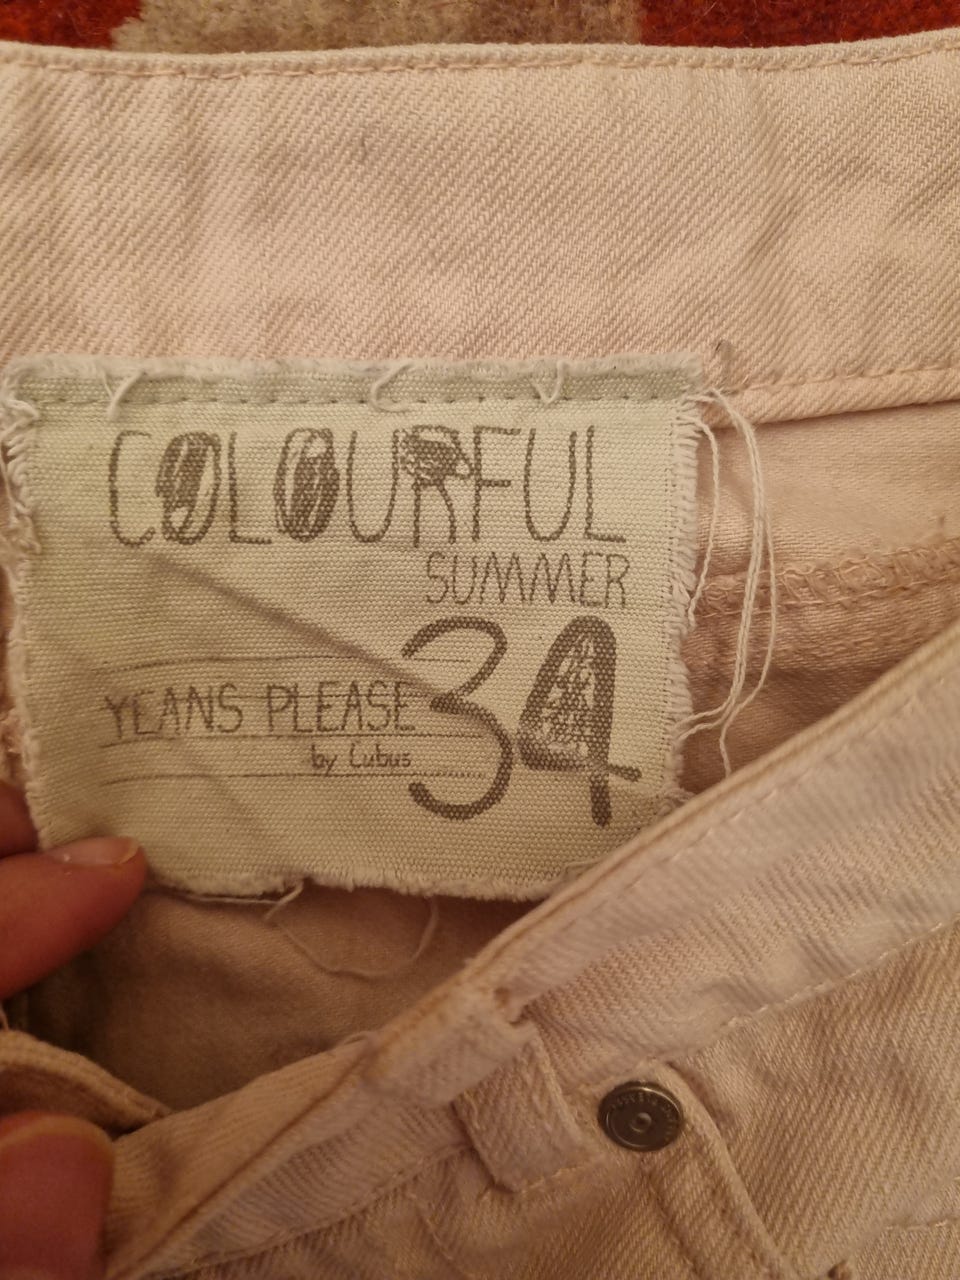 COLOURFUL
SUMMER
34
YEANS PLEASE
by Cubus